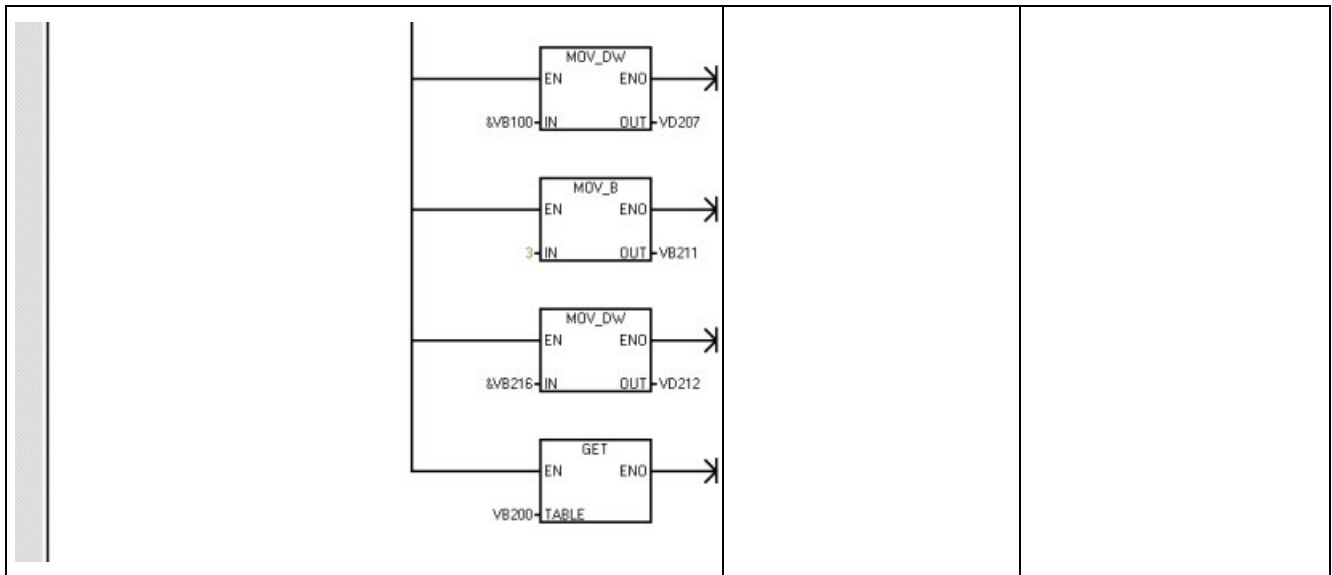 MOV_DW
EN ENO
&VB100 IN OUT VD207
MOV_B
EN ENO
3 IN OUT VB211
MOV_DW
EN ENO
&VB216 IN OUT VD212
GET
EN ENO
VB200 TABLE